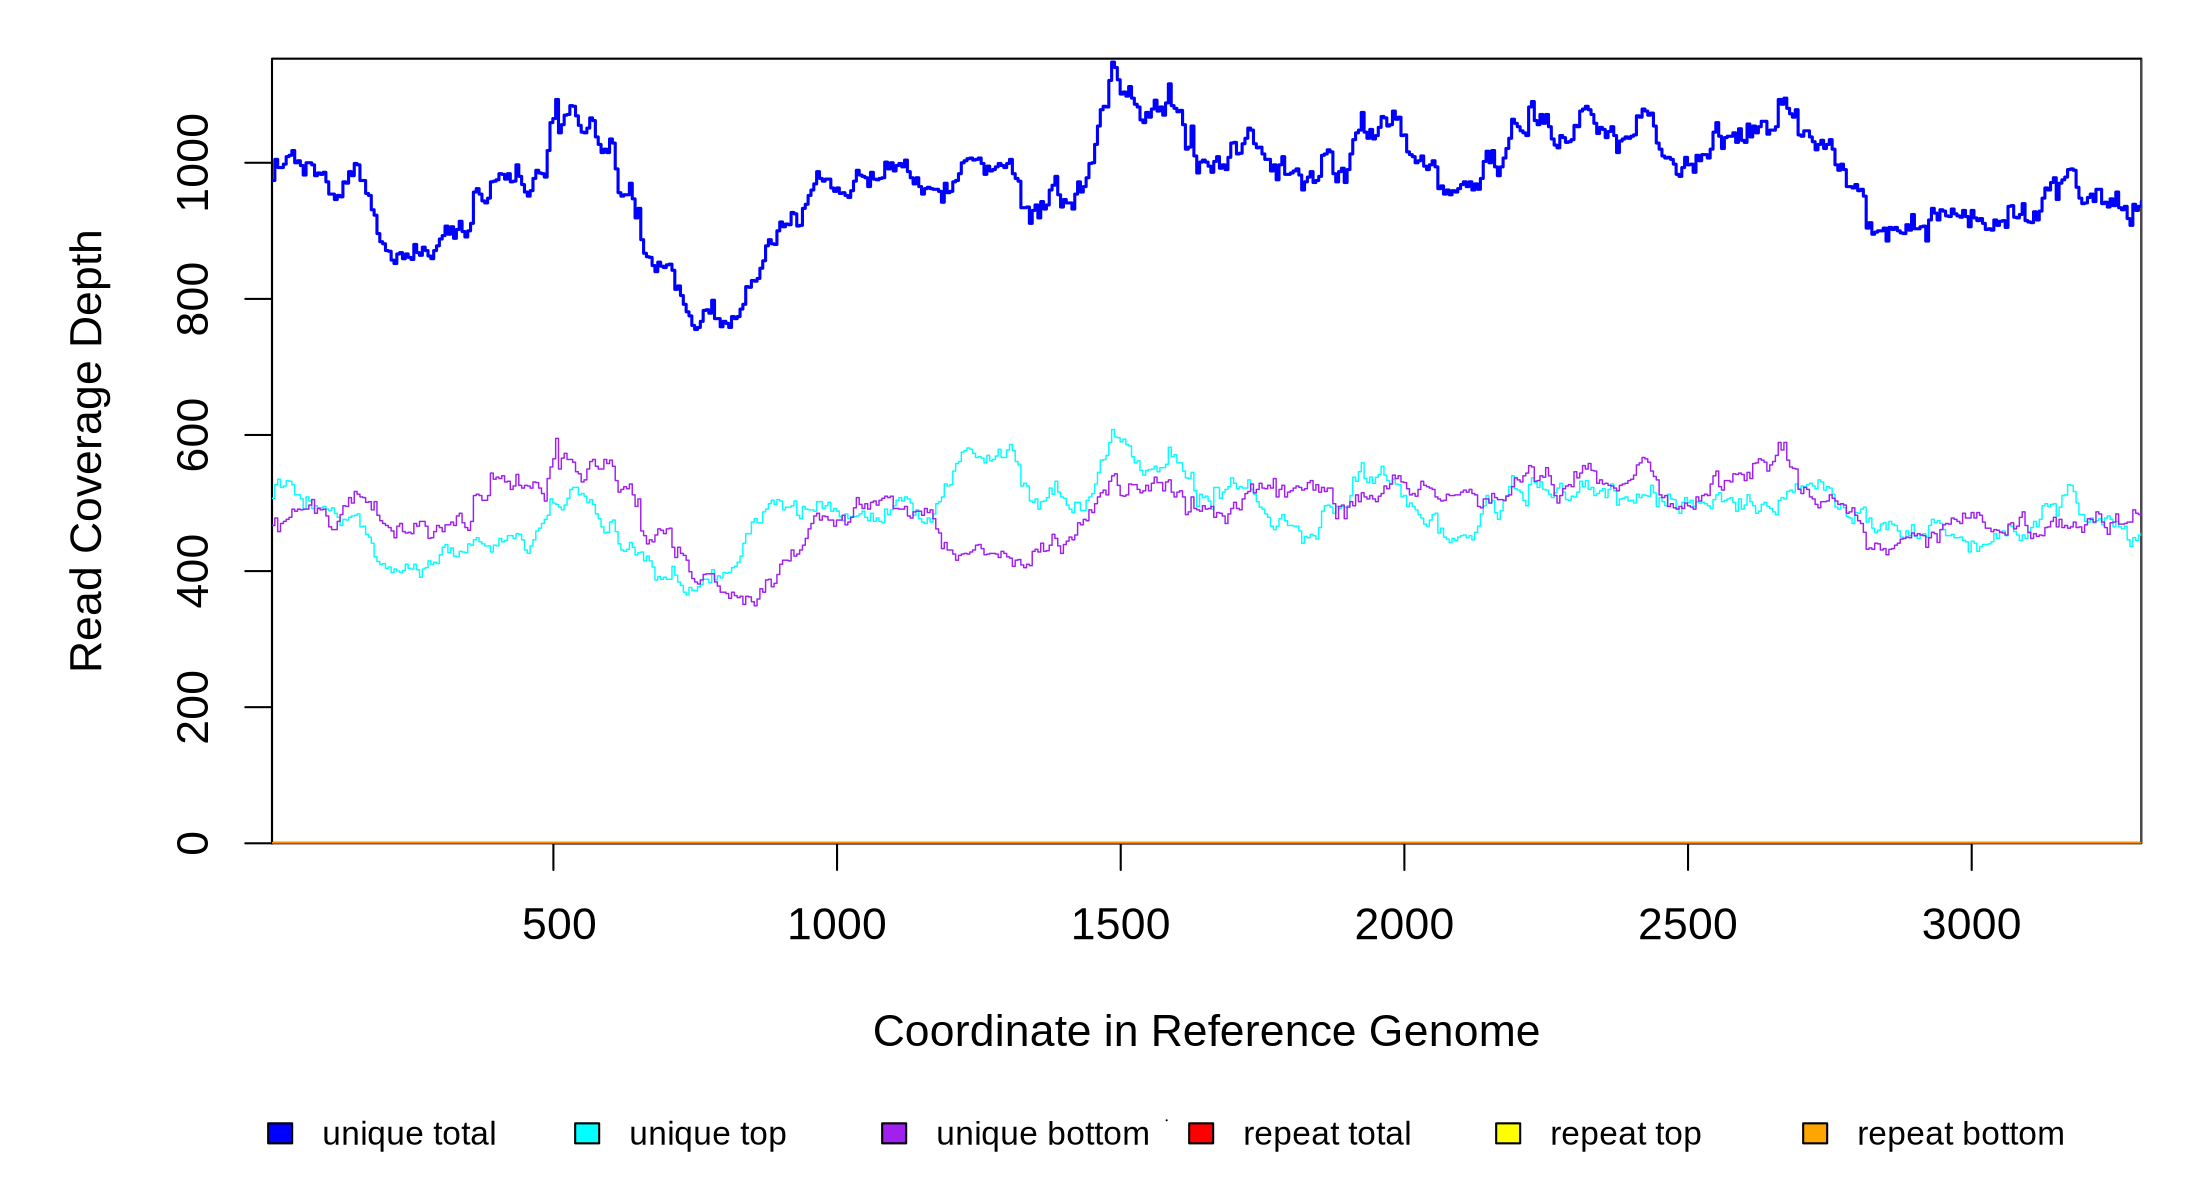 Read Coverage Depth
1000
800
600
400
200
0
500 1000 1500 2000 2500 3000
Coordinate in Reference Genome
unique total unique top unique bottom repeat total repeat top repeat bottom